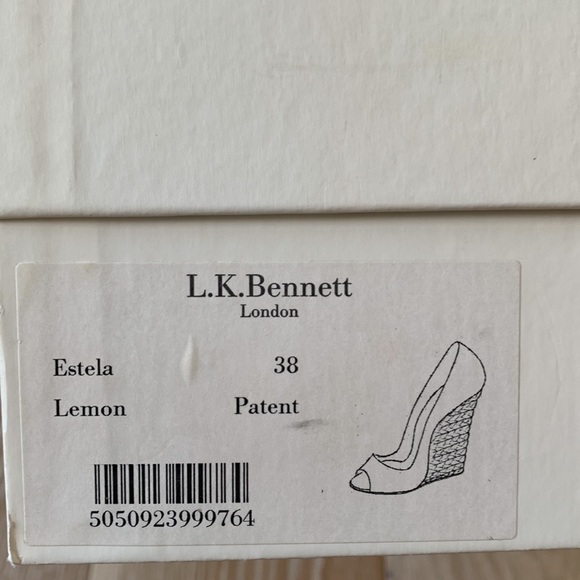 L.K.Bennett
London
Estela 38
Lemon Patent
5050923999764